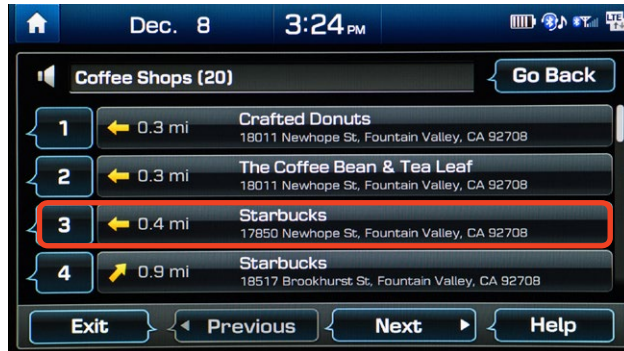 Dec. 8 3:24 PM LTE
Coffee Shops (20) Go Back
1 0.3 mi Crafted Donuts
18011 Newhope St, Fountain Valley, CA 92708
2 0.3 mi The Coffee Bean & Tea Leaf
18011 Newhope St, Fountain Valley, CA 92708
3 0.4 mi Starbucks
17850 Newhope St, Fountain Valley, CA 92708
4 0.9 mi Starbucks
18517 Brookhurst St, Fountain Valley, CA 92708
Exit Previous Next Help